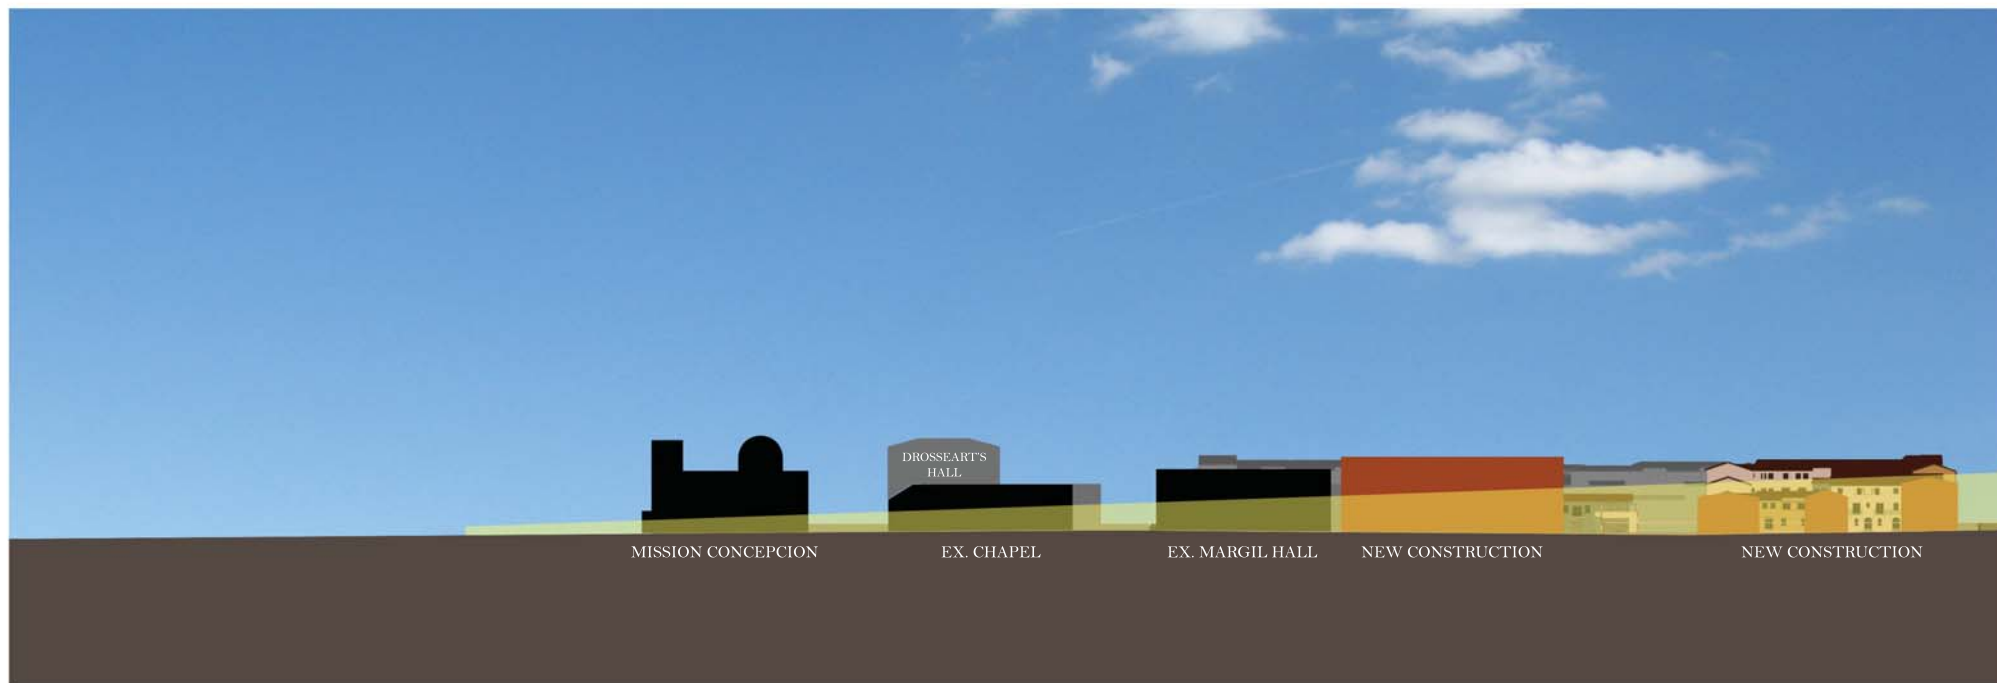 DROSSEART'S
HALL
MISSION CONCEPCION
EX. CHAPEL
EX. MARGIL HALL
NEW CONSTRUCTION
NEW CONSTRUCTION